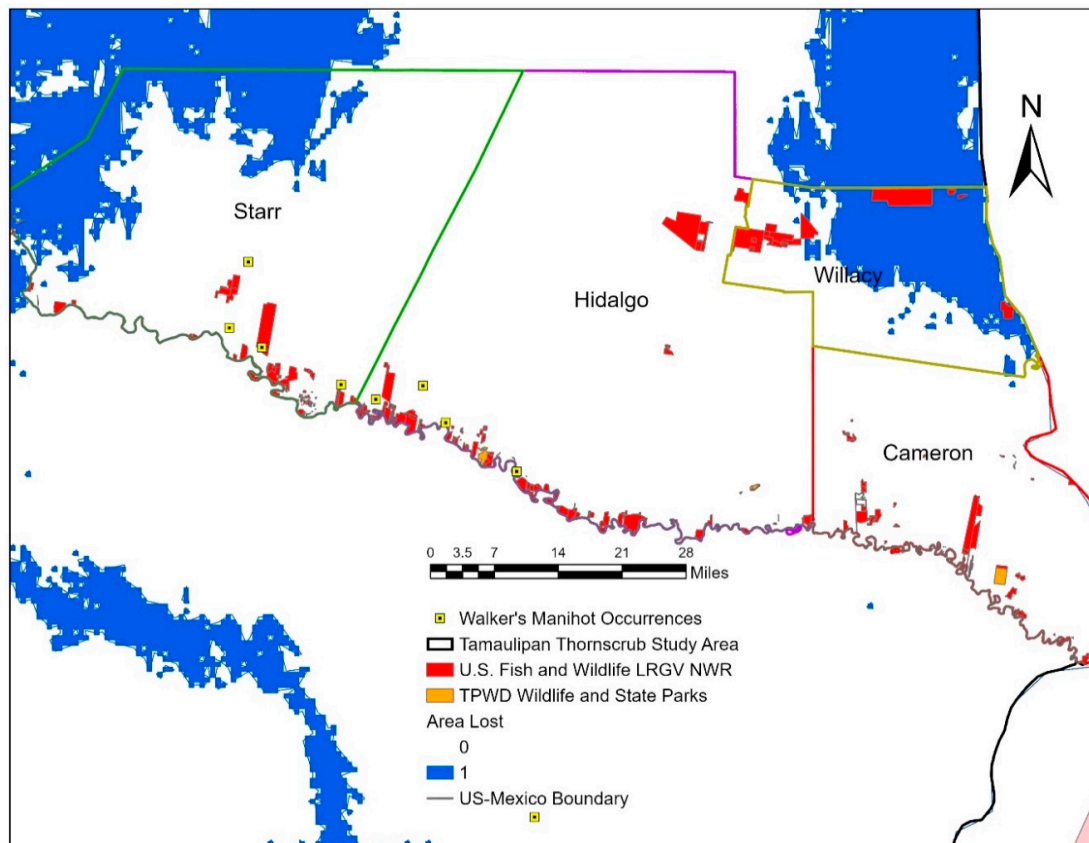 N
Starr
Willacy
Hidalgo
Cameron
0 3.5 7 14 21 28
Miles
Walker's Manihot Occurrences
Tamaulipan Thornscrub Study Area
U.S. Fish and Wildlife LRGV NWR
TPWD Wildlife and State Parks
Area Lost
0
1
US-Mexico Boundary